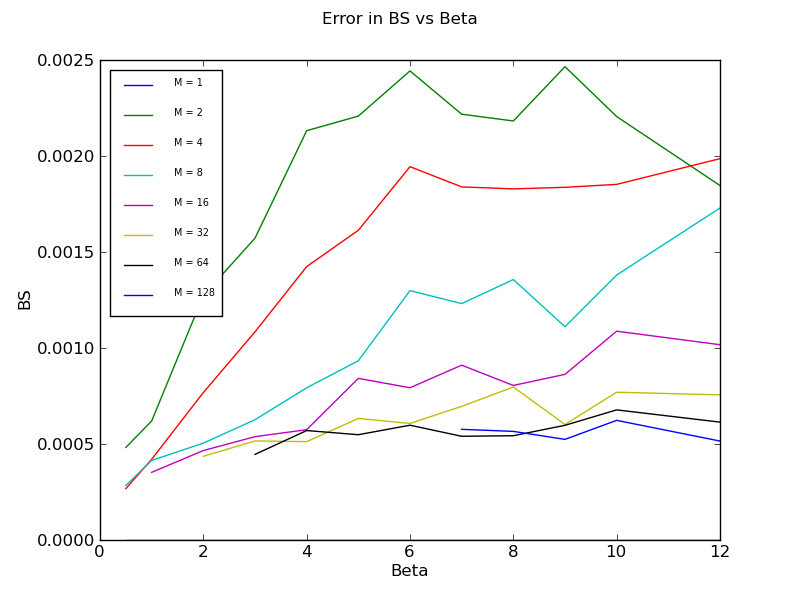 Error in BS vs Beta
0.0025
0.0020
0.0015
0.0010
0.0005
0.0000
BS
M = 1
M = 2
M = 4
M = 8
M = 16
M = 32
M = 64
M = 128
0 2 4 6 8 10 12
Beta